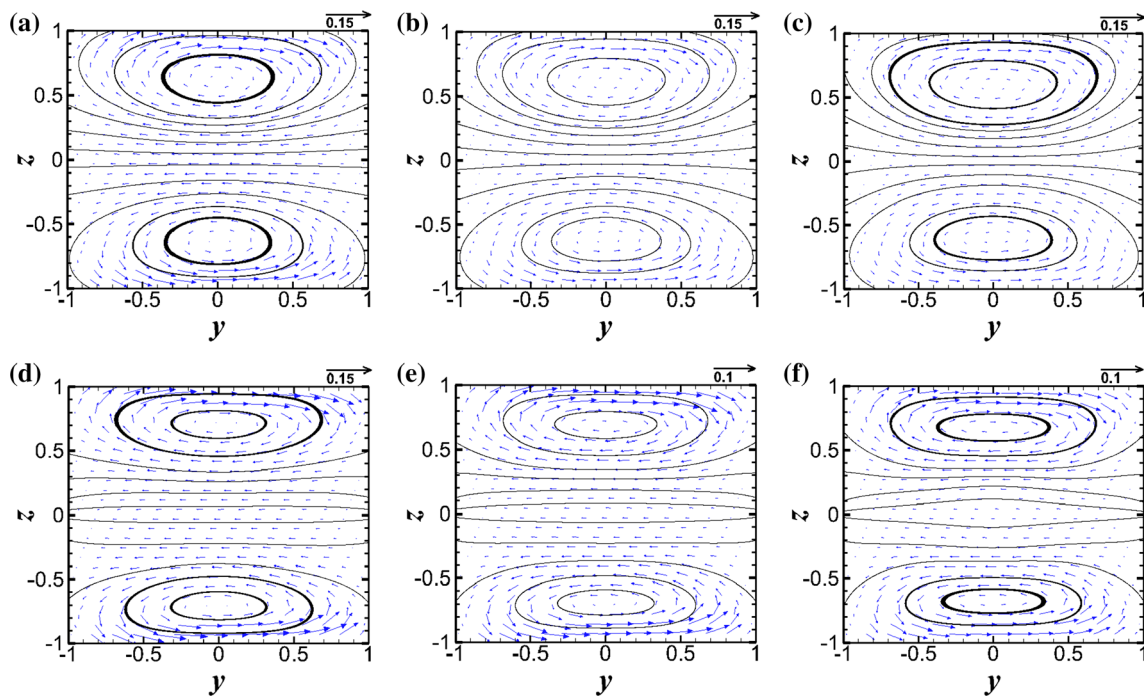 (a) 0.15 (b) 0.15 (c) 0.15
1 1 1
0.5 0.5 0.5
z 0 z 0 z 0
-0.5 -0.5 -0.5
-1 -1 -1
-1 -0.5 0 0.5 1 -1 -0.5 0 0.5 1 -1 -0.5 0 0.5 1
y y y
(d) 0.15 (e) 0.1 (f) 0.1
1 1 1
0.5 0.5 0.5
z 0 z 0 z 0
-0.5 -0.5 -0.5
-1 -1 -1
-1 -0.5 0 0.5 1 -1 -0.5 0 0.5 1 -1 -0.5 0 0.5 1
y y y